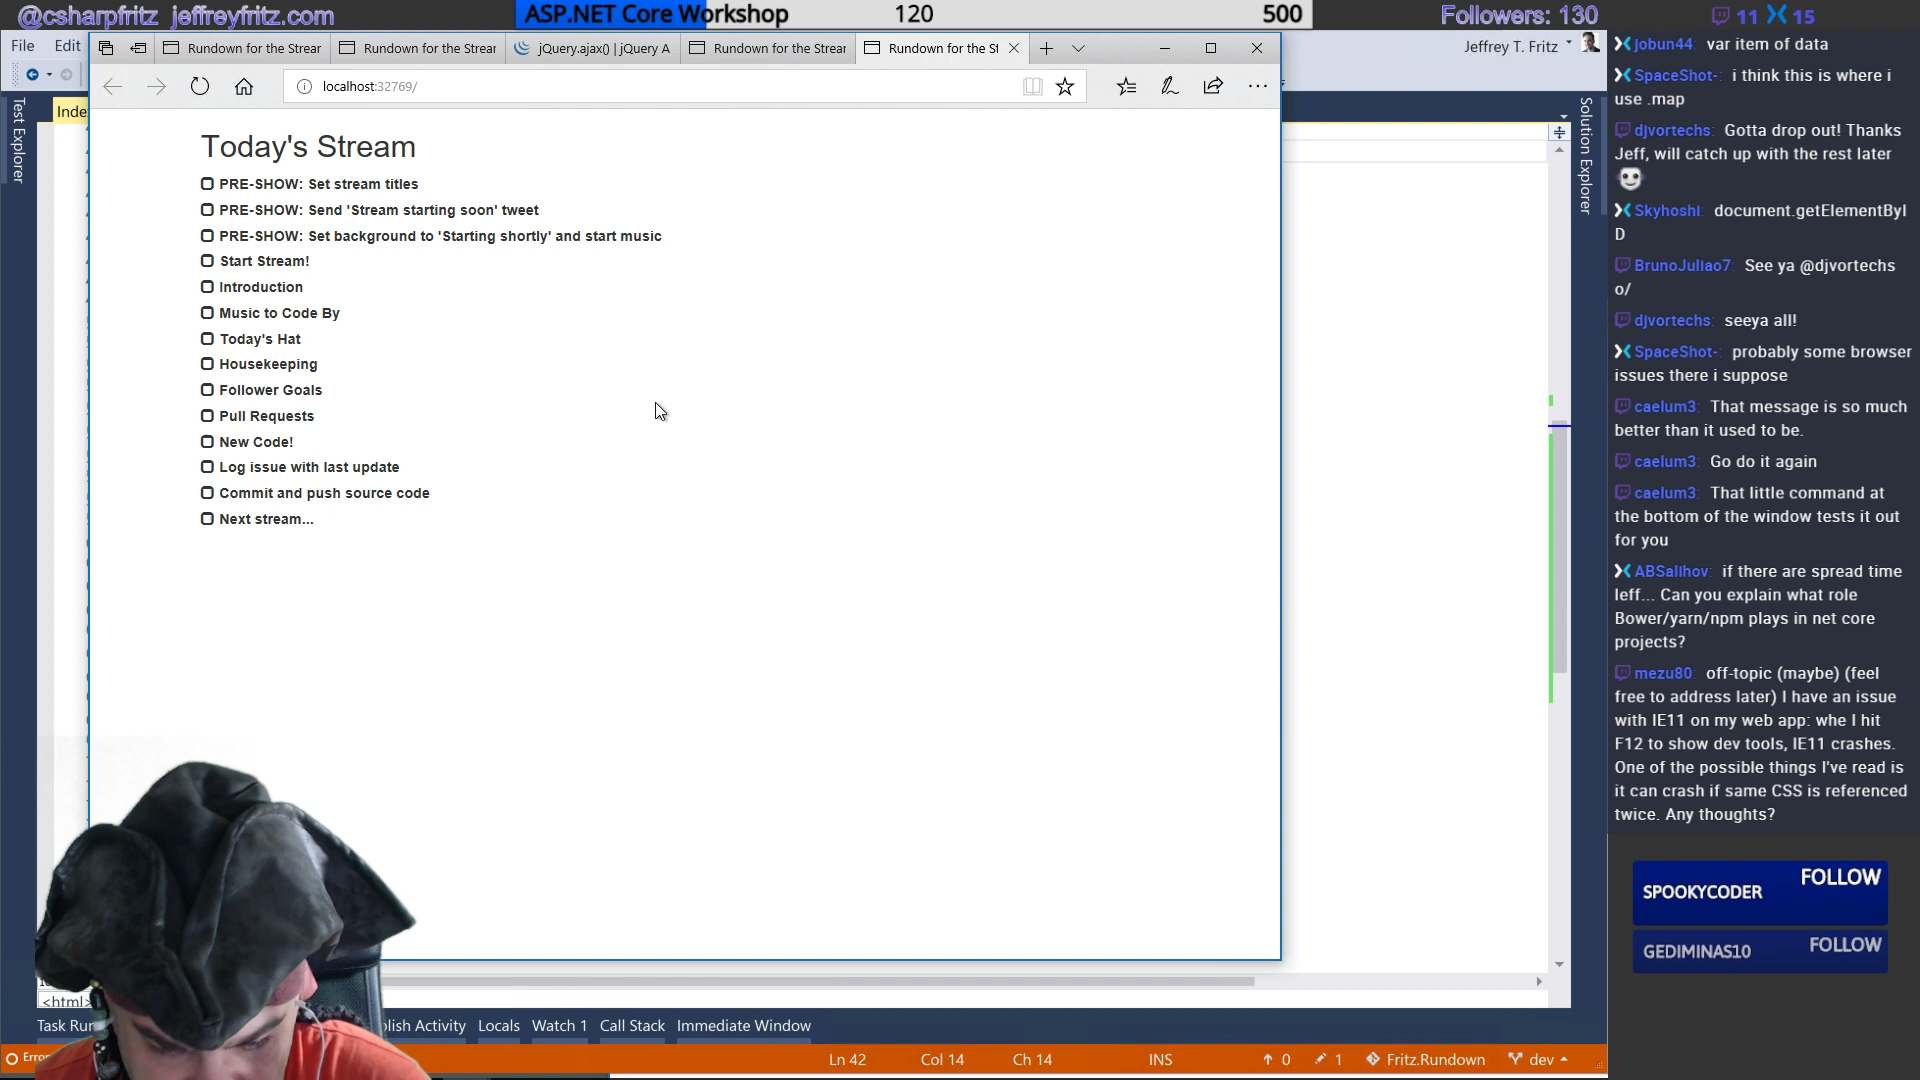 @csharpfritz jeffreyfritz.com
ASP.NET Core Workshop 120 500
Followers: 130
11 15
File Edit
Rundown for the Strear
Rundown for the Strear
jQuery.ajax() | jQuery A
Rundown for the Strear
Rundown for the St
Jeffrey T. Fritz
localhost:32769/
Test Explorer
Inde
Solution Explorer
Today's Stream
PRE-SHOW: Set stream titles
PRE-SHOW: Send 'Stream starting soon' tweet
PRE-SHOW: Set background to 'Starting shortly' and start music
Start Stream!
Introduction
Music to Code By
Today's Hat
Housekeeping
Follower Goals
Pull Requests
New Code!
Log issue with last update
Commit and push source code
Next stream...
<html>
Task Run
blish Activity Locals Watch 1 Call Stack Immediate Window
Error
Ln 42 Col 14 Ch 14 INS 0 1 Fritz.Rundown dev
jobun44: var item of data
SpaceShot-: i think this is where i
use .map
djvortechs: Gotta drop out! Thanks
Jeff, will catch up with the rest later
Skyhoshi: document.getElementByI
D
BrunoJuliao7: See ya @djvortechs
o/
djvortechs: seeya all!
SpaceShot-: probably some browser
issues there i suppose
caelum3: That message is so much
better than it used to be.
caelum3: Go do it again
caelum3: That little command at
the bottom of the window tests it out
for you
ABSalihov: if there are spread time
leff... Can you explain what role
Bower/yarn/npm plays in net core
projects?
mezu80: off-topic (maybe) (feel
free to address later) I have an issue
with IE11 on my web app: whe I hit
F12 to show dev tools, IE11 crashes.
One of the possible things I've read is
it can crash if same CSS is referenced
twice. Any thoughts?
SPOOKYCODER FOLLOW
GEDIMINAS10 FOLLOW